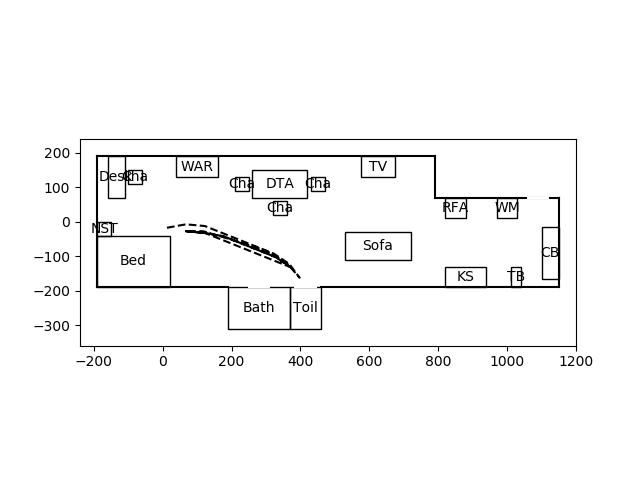 200
100
0
−100
−200
−300
−200
0
200
400
600
800
1000
1200
Desk
Cha
WAR
Cha
DTA
Cha
Cha
TV
RFA
WM
NST
Bed
Sofa
CB
KS
TB
Bath
Toil